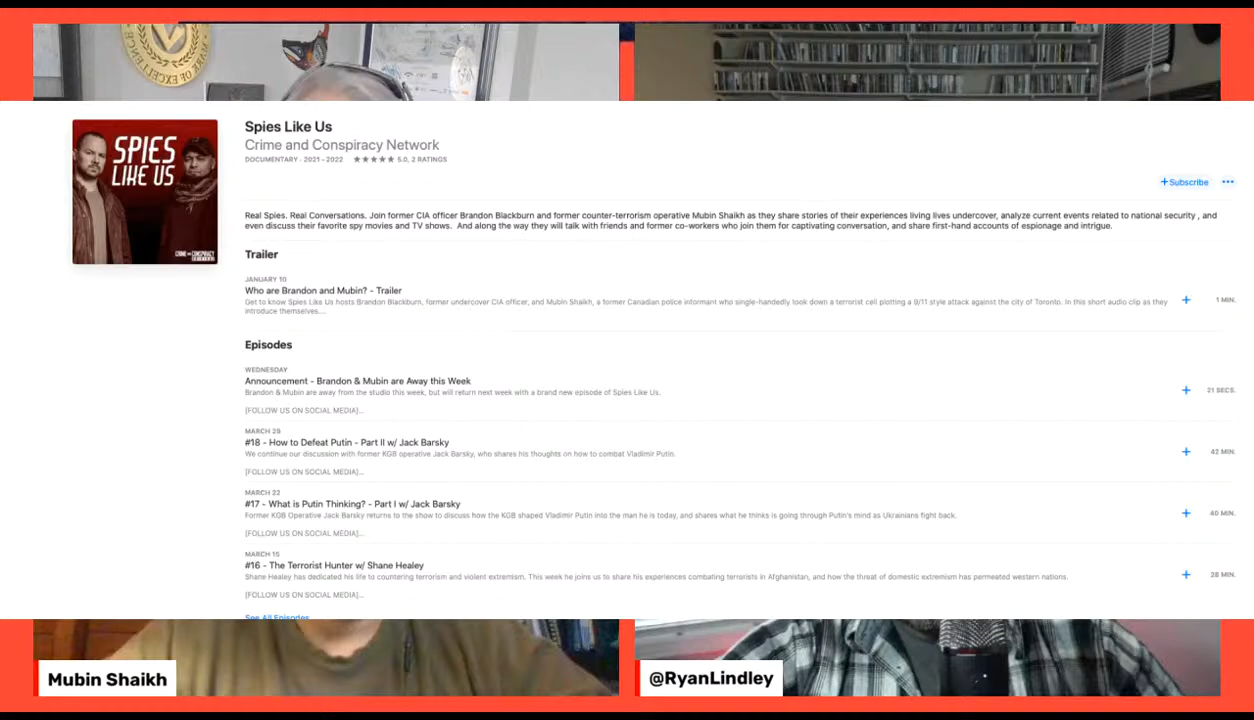 MARK OF EXCELLENCE
SPIES
LIKE US
CRIME AND CONSPIRACY
Spies Like Us
Crime and Conspiracy Network
DOCUMENTARY · 2021 - 2022 ★★★★★ 5.0, 2 RATINGS
+Subscribe ···
Real Spies. Real Conversations. Join former CIA officer Brandon Blackburn and former counter-terrorism operative Mubin Shaikh as they share stories of their experiences living lives undercover, analyze current events related to national security , and
even discuss their favorite spy movies and TV shows. And along the way they will talk with friends and former co-workers who join them for captivating conversation, and share first-hand accounts of espionage and intrigue.
Trailer
JANUARY 10
Who are Brandon and Mubin? - Trailer
Get to know Spies Like Us hosts Brandon Blackburn, former undercover CIA officer, and Mubin Shaikh, a former Canadian police informant who single-handedly look down a terrorist cell plotting a 9/11 style attack against the city of Toronto. In this short audio clip as they
introduce themselves....
+ 1 MIN.
Episodes
WEDNESDAY
Announcement - Brandon & Mubin are Away this Week
Brandon & Mubin are away from the studio this week, but will return next week with a brand new episode of Spies Like Us.
+ 21 SECS.
[FOLLOW US ON SOCIAL MEDIA]...
MARCH 29
#18 - How to Defeat Putin - Part II w/ Jack Barsky
We continue our discussion with former KGB operative Jack Barsky, who shares his thoughts on how to combat Vladimir Putin.
+ 42 MIN.
[FOLLOW US ON SOCIAL MEDIA]...
MARCH 22
#17 - What is Putin Thinking? - Part I w/ Jack Barsky
Former KGB Operative Jack Barsky returns to the show to discuss how the KGB shaped Vladimir Putin into the man he is today, and shares what he thinks is going through Putin's mind as Ukrainians fight back.
+ 40 MIN.
[FOLLOW US ON SOCIAL MEDIA]...
MARCH 15
#16 - The Terrorist Hunter w/ Shane Healey
Shane Healey has dedicated his life to countering terrorism and violent extremism. This week he joins us to share his experiences combating terrorists in Afghanistan, and how the threat of domestic extremism has permeated western nations.
+ 28 MIN.
[FOLLOW US ON SOCIAL MEDIA]...
See All Episodes
Mubin Shaikh
@RyanLindley